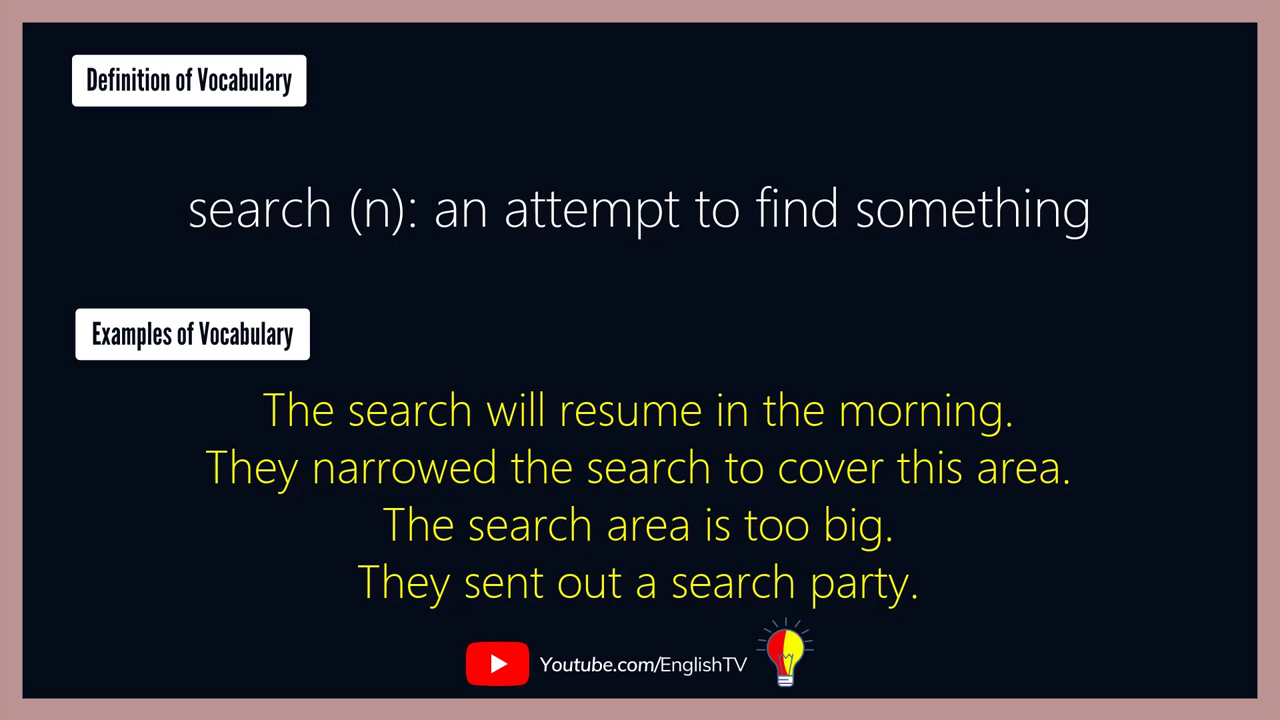 Definition of Vocabulary
search (n): an attempt to find something
Examples of Vocabulary
The search will resume in the morning.
They narrowed the search to cover this area.
The search area is too big.
They sent out a search party.
Youtube.com/EnglishTV